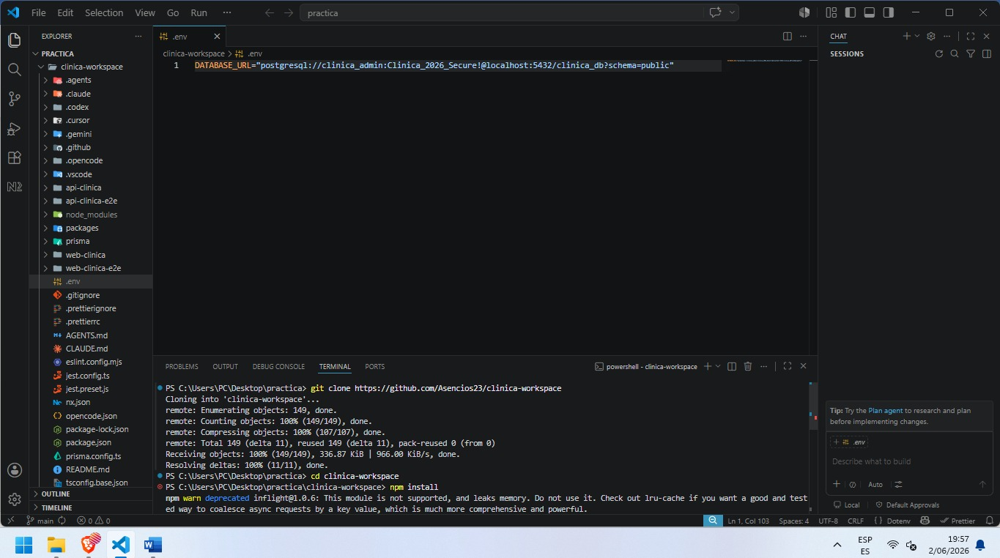 File Edit Selection View Go Run ···
practica
EXPLORER ···
PRACTICA
clinica-workspace
.agents
.claude
.codex
.cursor
.gemini
.github
.opencode
.vscode
api-clinica
api-clinica-e2e
node_modules
packages
prisma
web-clinica
web-clinica-e2e
.env
.gitignore
.prettierignore
.prettierrc
AGENTS.md
CLAUDE.md
eslint.config.mjs
jest.config.ts
jest.preset.js
nx.json
opencode.json
package-lock.json
package.json
prisma.config.ts
README.md
tsconfig.base.json
OUTLINE
TIMELINE
.env
clinica-workspace > .env
1 DATABASE_URL="postgresql://clinica_admin:Clinica_2026_Secure!@localhost:5432/clinica_db?schema=public"
PROBLEMS OUTPUT DEBUG CONSOLE TERMINAL PORTS
powershell - clinica-workspace
PS C:\Users\PC\Desktop\practica> git clone https://github.com/Asencios23/clinica-workspace
Cloning into 'clinica-workspace'...
remote: Enumerating objects: 149, done.
remote: Counting objects: 100% (149/149), done.
remote: Compressing objects: 100% (107/107), done.
remote: Total 149 (delta 11), reused 149 (delta 11), pack-reused 0 (from 0)
Receiving objects: 100% (149/149), 336.87 KiB | 966.00 KiB/s, done.
Resolving deltas: 100% (11/11), done.
PS C:\Users\PC\Desktop\practica> cd clinica-workspace
PS C:\Users\PC\Desktop\practica\clinica-workspace> npm install
npm warn deprecated inflight@1.0.6: This module is not supported, and leaks memory. Do not use it. Check out lru-cache if you want a good and test
ed way to coalesce async requests by a key value, which is much more comprehensive and powerful.
CHAT
SESSIONS
Tip: Try the Plan agent to research and plan
before implementing changes.
.env
Describe what to build
Auto
Local Default Approvals
main 0 0
Ln 1, Col 103 Spaces: 4 UTF-8 CRLF { } Dotenv Prettier
ESP
ES
19:57
2/06/2026